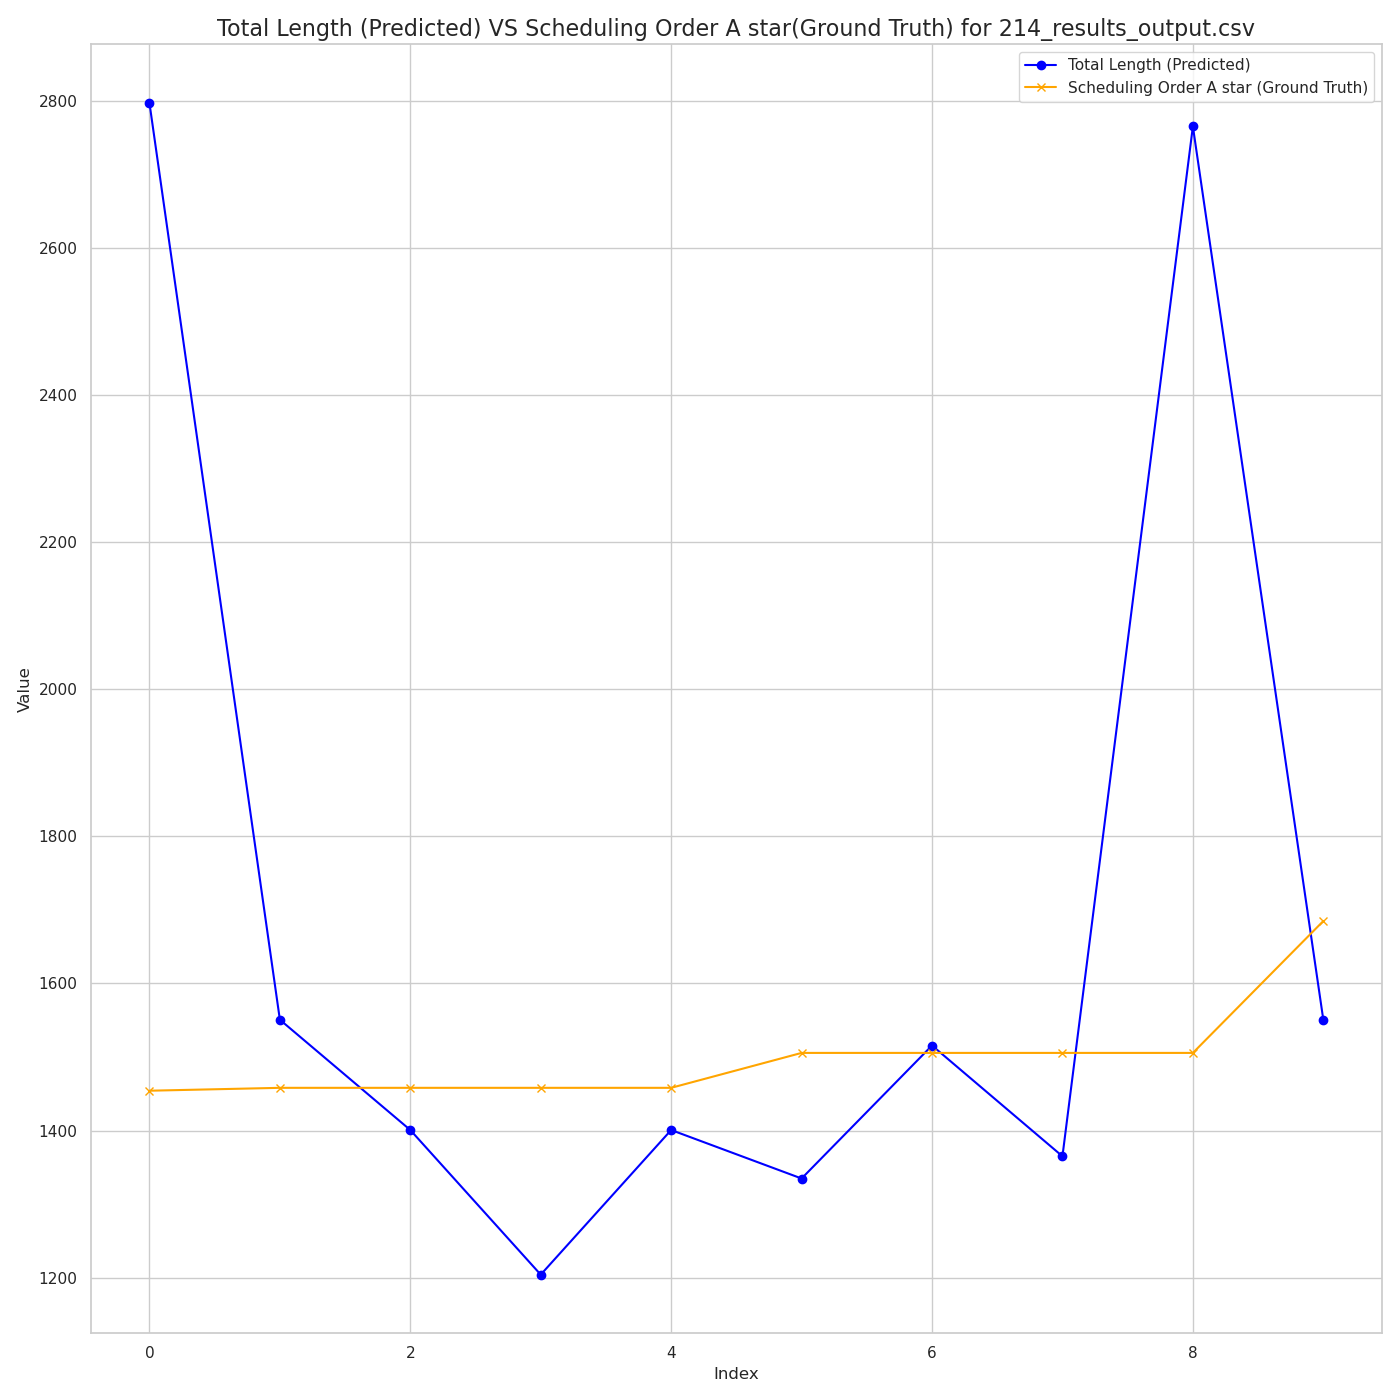 Total Length (Predicted) VS Scheduling Order A star(Ground Truth) for 214_results_output.csv
Total Length (Predicted)
Scheduling Order A star (Ground Truth)
2800
2600
2400
2200
2000
1800
1600
1400
1200
Value
0 2 4 6 8
Index